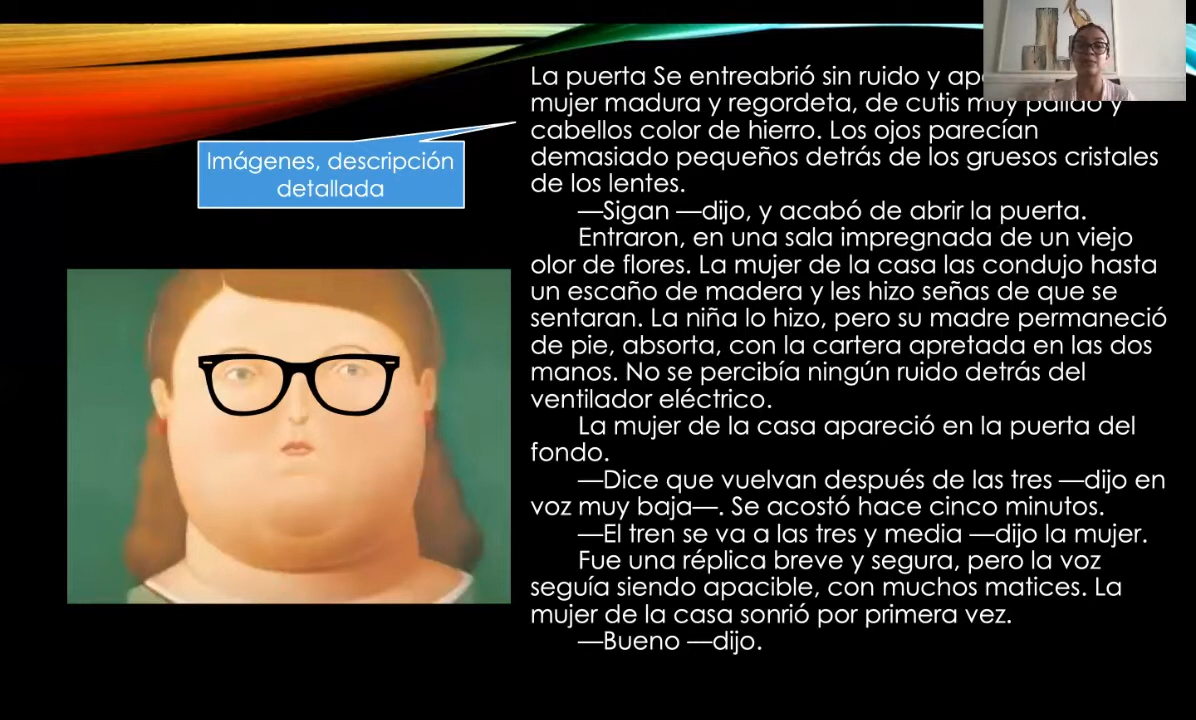 La puerta Se entreabrió sin ruido y
mujer madura y regordeta, de cutis muy pálido y
cabellos color de hierro. Los ojos parecían
demasiado pequeños detrás de los gruesos cristales
de los lentes.
—Sigan —dijo, y acabó de abrir la puerta.
Entraron, en una sala impregnada de un viejo
olor de flores. La mujer de la casa las condujo hasta
un escaño de madera y les hizo señas de que se
sentaran. La niña lo hizo, pero su madre permaneció
de pie, absorta, con la cartera apretada en las dos
manos. No se percibía ningún ruido detrás del
ventilador eléctrico.
La mujer de la casa apareció en la puerta del
fondo.
—Dice que vuelvan después de las tres —dijo en
voz muy baja—. Se acostó hace cinco minutos.
—El tren se va a las tres y media —dijo la mujer.
Fue una réplica breve y segura, pero la voz
seguía siendo apacible, con muchos matices. La
mujer de la casa sonrió por primera vez.
—Bueno —dijo.
Imágenes, descripción
detallada